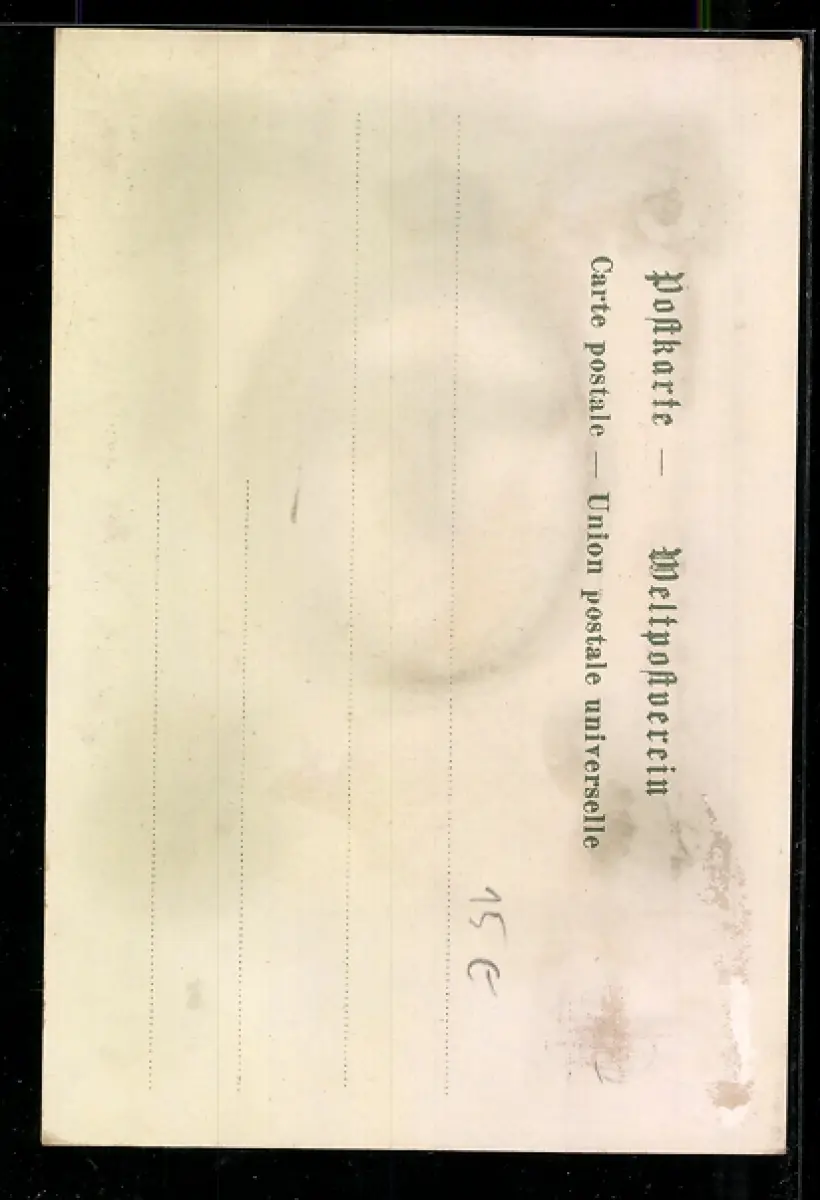 Postkarte — Weltpostverein
Carte postale — Union postale universelle
15 €